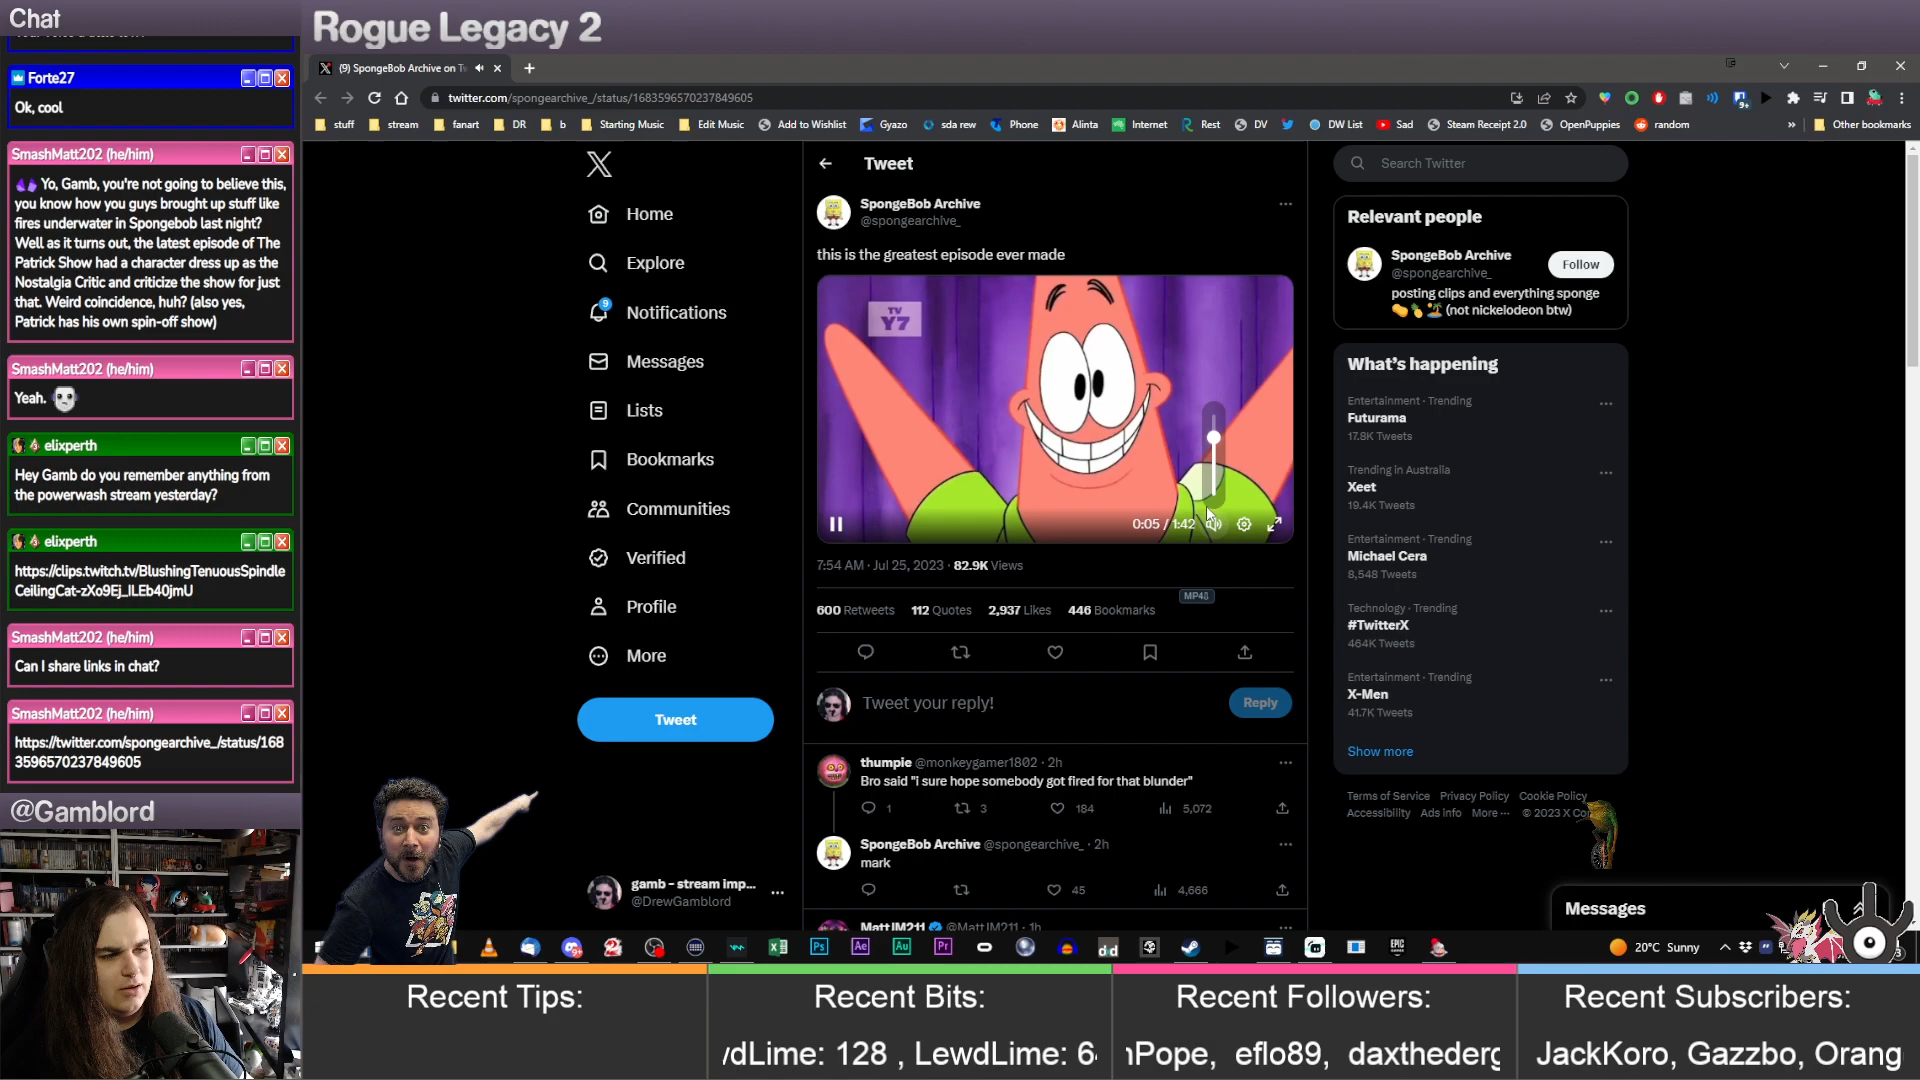 Chat
Forte27
Ok, cool
SmashMatt202 (he/him)
Yo, Gamb, you're not going to believe this,
you know how you guys brought up stuff like
fires underwater in Spongebob last night?
Well as it turns out, the latest episode of The
Patrick Show had a character dress up as the
Nostalgia Critic and criticize the show for just
that. Weird coincidence, huh? (also yes,
Patrick has his own spin-off show)
SmashMatt202 (he/him)
Yeah.
elixperth
Hey Gamb do you remember anything from
the powerwash stream yesterday?
elixperth
https://clips.twitch.tv/BlushingTenuousSpindle
CeilingCat-zXo9Ej_ILEb40jmU
SmashMatt202 (he/him)
Can I share links in chat?
SmashMatt202 (he/him)
https://twitter.com/spongearchive_/status/168
3596570237849605
@Gamblord
Rogue Legacy 2
(9) SpongeBob Archive on Tw
twitter.com/spongearchive_/status/1683596570237849605
stuff stream fanart DR b Starting Music Edit Music Add to Wishlist Gyazo sda rew Phone Alinta Internet Rest DV DW List Sad Steam Receipt 2.0 OpenPuppies random » Other bookmarks
Home
Explore
9
Notifications
Messages
Lists
Bookmarks
Communities
Verified
Profile
More
Tweet
gamb - stream imp...
@DrewGamblord
Tweet
SpongeBob Archive
@spongearchive_
this is the greatest episode ever made
TV
Y7
0:05 / 1:42
7:54 AM · Jul 25, 2023 · 82.9K Views
MP4
600 Retweets 112 Quotes 2,937 Likes 446 Bookmarks
Tweet your reply!
Reply
thumpie @monkeygamer1802 · 2h
Bro said "i sure hope somebody got fired for that blunder"
1 3 184 5,072
SpongeBob Archive @spongearchive_ · 2h
mark
45 4,666
MattJM211 @MattJM211 · 1h
Search Twitter
Relevant people
SpongeBob Archive
@spongearchive_
Follow
posting clips and everything sponge
(not nickelodeon btw)
What's happening
Entertainment · Trending
Futurama
17.8K Tweets
Trending in Australia
Xeet
19.4K Tweets
Entertainment · Trending
Michael Cera
8,548 Tweets
Technology · Trending
#TwitterX
464K Tweets
Entertainment · Trending
X-Men
41.7K Tweets
Show more
Terms of Service Privacy Policy Cookie Policy
Accessibility Ads info More ··· © 2023 X Co
Messages
Ps Ae Au Pr
20°C Sunny
Recent Tips:
Recent Bits:
Recent Followers:
Recent Subscribers:
LewdLime: 128 , LewdLime:
eflo89, daxthederg
JackKoro, Gazzbo, Orang